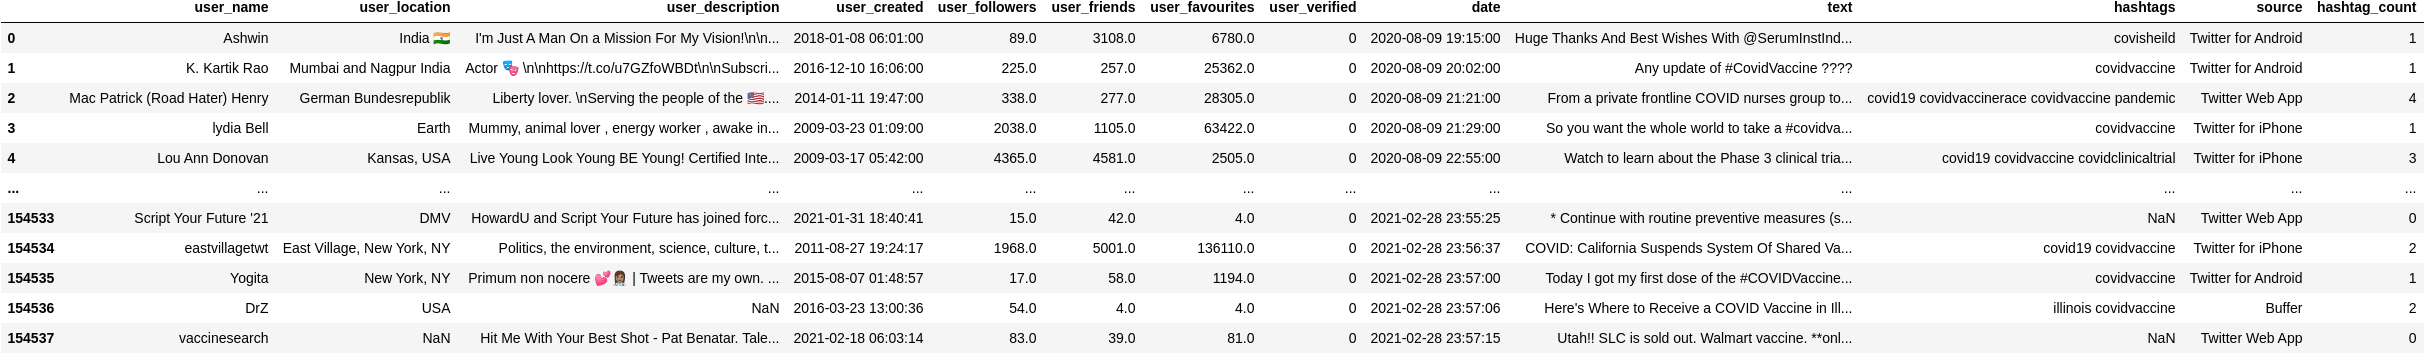 user_name user_location user_description user_created user_followers user_friends user_favourites user_verified date text hashtags source hashtag_count
0 Ashwin India 🇮🇳 I'm Just A Man On a Mission For My Vision!\n\n... 2018-01-08 06:01:00 89.0 3108.0 6780.0 0 2020-08-09 19:15:00 Huge Thanks And Best Wishes With @SerumInstInd... covisheild Twitter for Android 1
1 K. Kartik Rao Mumbai and Nagpur India Actor 🎭 \n\nhttps://t.co/u7GZfoWBDt\n\nSubscri... 2016-12-10 16:06:00 225.0 257.0 25362.0 0 2020-08-09 20:02:00 Any update of #CovidVaccine ???? covidvaccine Twitter for Android 1
2 Mac Patrick (Road Hater) Henry German Bundesrepublik Liberty lover. \nServing the people of the 🇺🇸.... 2014-01-11 19:47:00 338.0 277.0 28305.0 0 2020-08-09 21:21:00 From a private frontline COVID nurses group to... covid19 covidvaccinerace covidvaccine pandemic Twitter Web App 4
3 lydia Bell Earth Mummy, animal lover , energy worker , awake in... 2009-03-23 01:09:00 2038.0 1105.0 63422.0 0 2020-08-09 21:29:00 So you want the whole world to take a #covidva... covidvaccine Twitter for iPhone 1
4 Lou Ann Donovan Kansas, USA Live Young Look Young BE Young! Certified Inte... 2009-03-17 05:42:00 4365.0 4581.0 2505.0 0 2020-08-09 22:55:00 Watch to learn about the Phase 3 clinical tria... covid19 covidvaccine covidclinicaltrial Twitter for iPhone 3
... ... ... ... ... ... ... ... ... ... ... ... ... ...
154533 Script Your Future '21 DMV HowardU and Script Your Future has joined forc... 2021-01-31 18:40:41 15.0 42.0 4.0 0 2021-02-28 23:55:25 * Continue with routine preventive measures (s... NaN Twitter Web App 0
154534 eastvillagetwt East Village, New York, NY Politics, the environment, science, culture, t... 2011-08-27 19:24:17 1968.0 5001.0 136110.0 0 2021-02-28 23:56:37 COVID: California Suspends System Of Shared Va... covid19 covidvaccine Twitter for iPhone 2
154535 Yogita New York, NY Primum non nocere 💕👩🏾‍⚕️ | Tweets are my own. ... 2015-08-07 01:48:57 17.0 58.0 1194.0 0 2021-02-28 23:57:00 Today I got my first dose of the #COVIDVaccine... covidvaccine Twitter for Android 1
154536 DrZ USA NaN 2016-03-23 13:00:36 54.0 4.0 4.0 0 2021-02-28 23:57:06 Here's Where to Receive a COVID Vaccine in Ill... illinois covidvaccine Buffer 2
154537 vaccinesearch NaN Hit Me With Your Best Shot - Pat Benatar. Tale... 2021-02-18 06:03:14 83.0 39.0 81.0 0 2021-02-28 23:57:15 Utah!! SLC is sold out. Walmart vaccine. **onl... NaN Twitter Web App 0